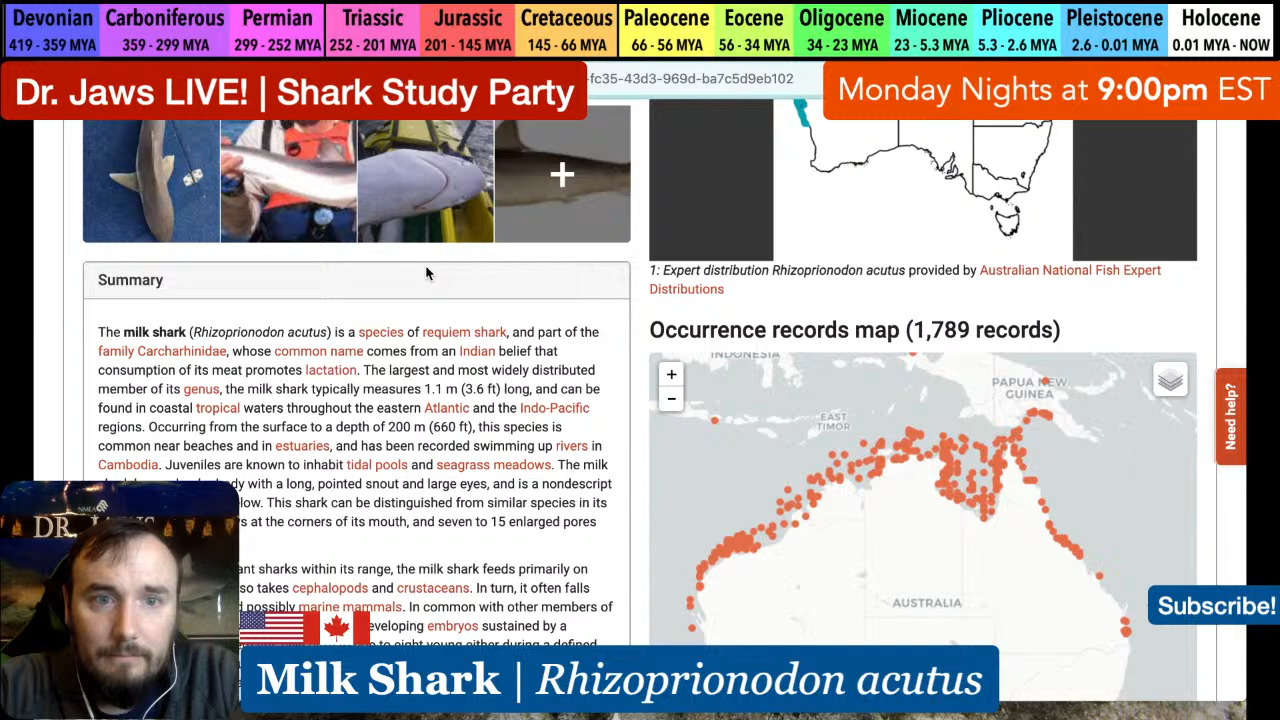 Devonian Carboniferous Permian Triassic Jurassic Cretaceous Paleocene Eocene Oligocene Miocene Pliocene Pleistocene Holocene
419 - 359 MYA 359 - 299 MYA 299 - 252 MYA 252 - 201 MYA 201 - 145 MYA 145 - 66 MYA 66 - 56 MYA 56 - 34 MYA 34 - 23 MYA 23 - 5.3 MYA 5.3 - 2.6 MYA 2.6 - 0.01 MYA 0.01 MYA - NOW
Dr. Jaws LIVE! | Shark Study Party
-fc35-43d3-969d-ba7c5d9eb102
Monday Nights at 9:00pm EST
+
Summary
The milk shark (Rhizoprionodon acutus) is a species of requiem shark, and part of the
family Carcharhinidae, whose common name comes from an Indian belief that
consumption of its meat promotes lactation. The largest and most widely distributed
member of its genus, the milk shark typically measures 1.1 m (3.6 ft) long, and can be
found in coastal tropical waters throughout the eastern Atlantic and the Indo-Pacific
regions. Occurring from the surface to a depth of 200 m (660 ft), this species is
common near beaches and in estuaries, and has been recorded swimming up rivers in
Cambodia. Juveniles are known to inhabit tidal pools and seagrass meadows. The milk
with a long, pointed snout and large eyes, and is a nondescript
This shark can be distinguished from similar species in its
at the corners of its mouth, and seven to 15 enlarged pores
sharks within its range, the milk shark feeds primarily on
takes cephalopods and crustaceans. In turn, it often falls
possibly marine mammals. In common with other members of
embryos sustained by a
to eight young either during a defined
1: Expert distribution Rhizoprionodon acutus provided by Australian National Fish Expert
Distributions
Occurrence records map (1,789 records)
+
−
INDONESIA
PAPUA NEW
GUINEA
EAST
TIMOR
AUSTRALIA
Need help?
NMEA
DR. JAWS
Subscribe!
Milk Shark | Rhizoprionodon acutus